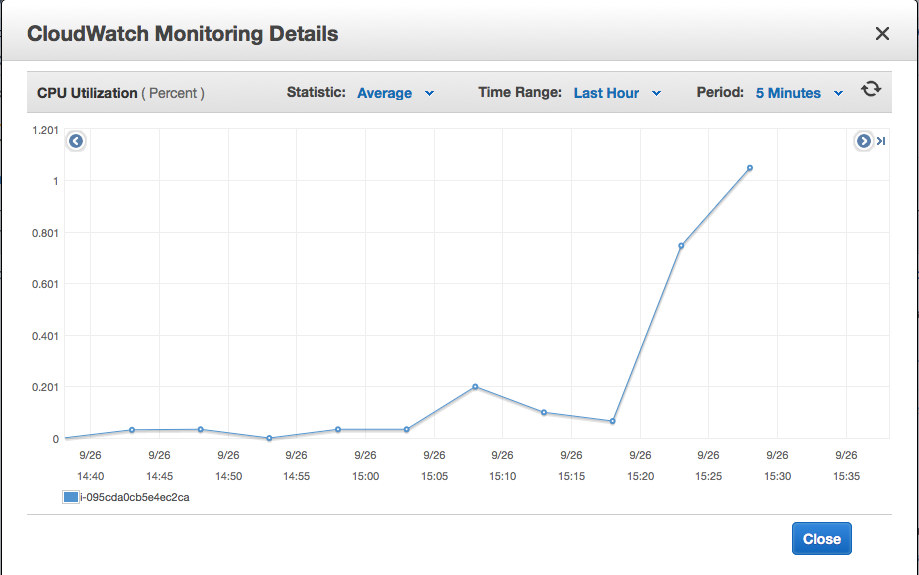 CloudWatch Monitoring Details
CPU Utilization ( Percent ) Statistic: Average Time Range: Last Hour Period: 5 Minutes
1.201
1
0.801
0.601
0.401
0.201
0
9/26 9/26 9/26 9/26 9/26 9/26 9/26 9/26 9/26 9/26 9/26 9/26
14:40 14:45 14:50 14:55 15:00 15:05 15:10 15:15 15:20 15:25 15:30 15:35
i-095cda0cb5e4ec2ca
Close